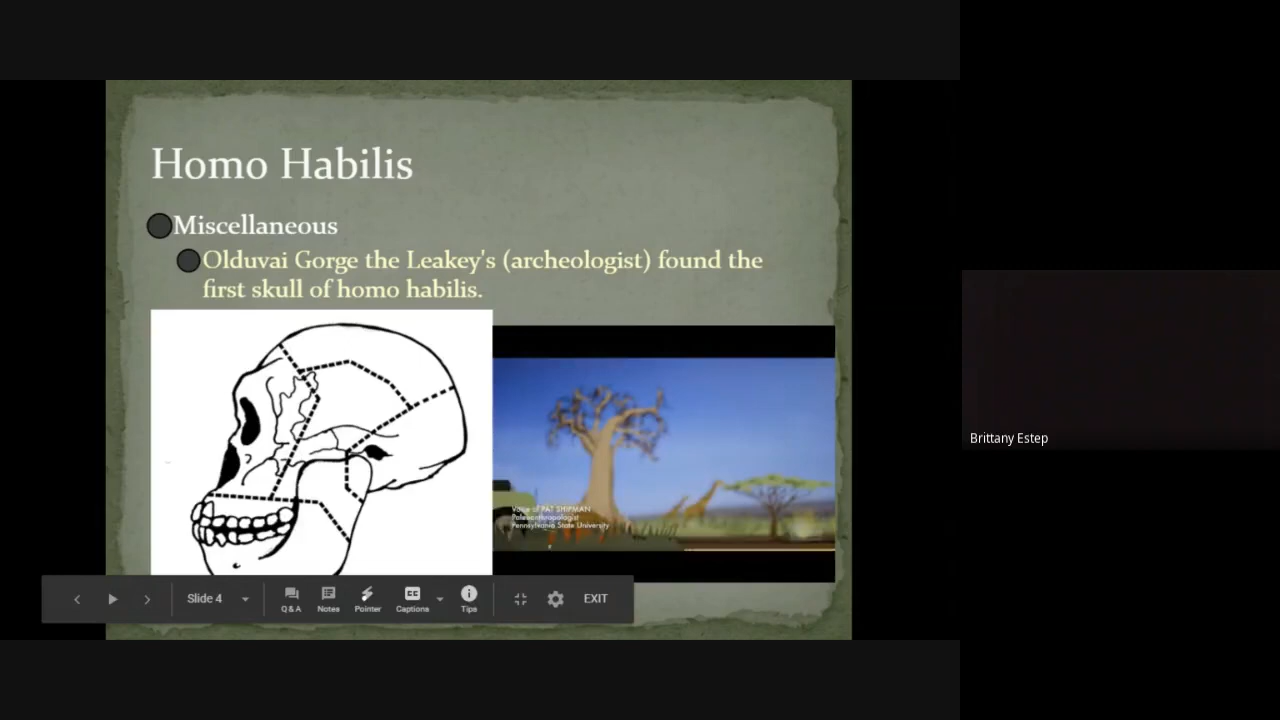 Homo Habilis
Miscellaneous
Olduvai Gorge the Leakey's (archeologist) found the
first skull of homo habilis.
Voice of PAT SHIPMAN
Paleoanthropologist
Pennsylvania State University
Slide 4
Q & A
Notes
Pointer
CC
Captions
Tips
EXIT
Brittany Estep